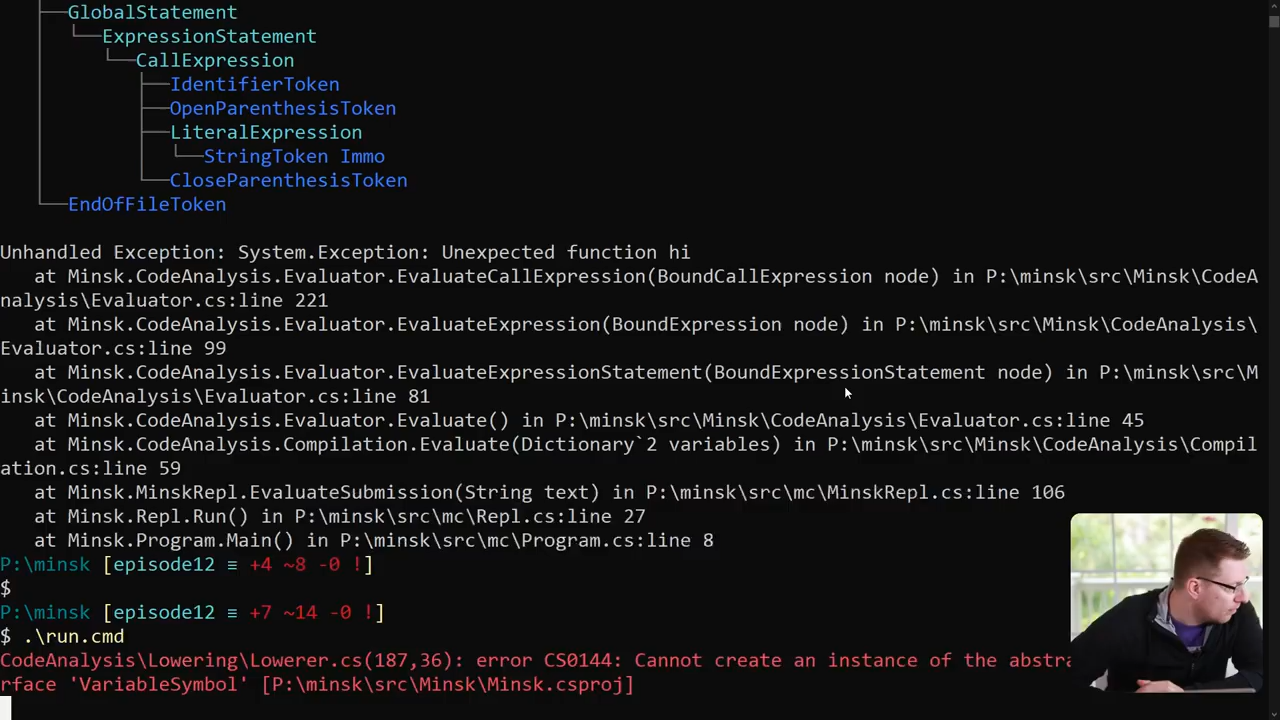 GlobalStatement
ExpressionStatement
CallExpression
IdentifierToken
OpenParenthesisToken
LiteralExpression
StringToken Immo
CloseParenthesisToken
EndOfFileToken
Unhandled Exception: System.Exception: Unexpected function hi
at Minsk.CodeAnalysis.Evaluator.EvaluateCallExpression(BoundCallExpression node) in P:\minsk\src\Minsk\CodeA
nalysis\Evaluator.cs:line 221
at Minsk.CodeAnalysis.Evaluator.EvaluateExpression(BoundExpression node) in P:\minsk\src\Minsk\CodeAnalysis\
Evaluator.cs:line 99
at Minsk.CodeAnalysis.Evaluator.EvaluateExpressionStatement(BoundExpressionStatement node) in P:\minsk\src\M
insk\CodeAnalysis\Evaluator.cs:line 81
at Minsk.CodeAnalysis.Evaluator.Evaluate() in P:\minsk\src\Minsk\CodeAnalysis\Evaluator.cs:line 45
at Minsk.CodeAnalysis.Compilation.Evaluate(Dictionary`2 variables) in P:\minsk\src\Minsk\CodeAnalysis\Compil
ation.cs:line 59
at Minsk.MinskRepl.EvaluateSubmission(String text) in P:\minsk\src\mc\MinskRepl.cs:line 106
at Minsk.Repl.Run() in P:\minsk\src\mc\Repl.cs:line 27
at Minsk.Program.Main() in P:\minsk\src\mc\Program.cs:line 8
P:\minsk [episode12 ≡ +4 ~8 -0 !]
$
P:\minsk [episode12 ≡ +7 ~14 -0 !]
$ .\run.cmd
CodeAnalysis\Lowering\Lowerer.cs(187,36): error CS0144: Cannot create an instance of the abstra
rface 'VariableSymbol' [P:\minsk\src\Minsk\Minsk.csproj]